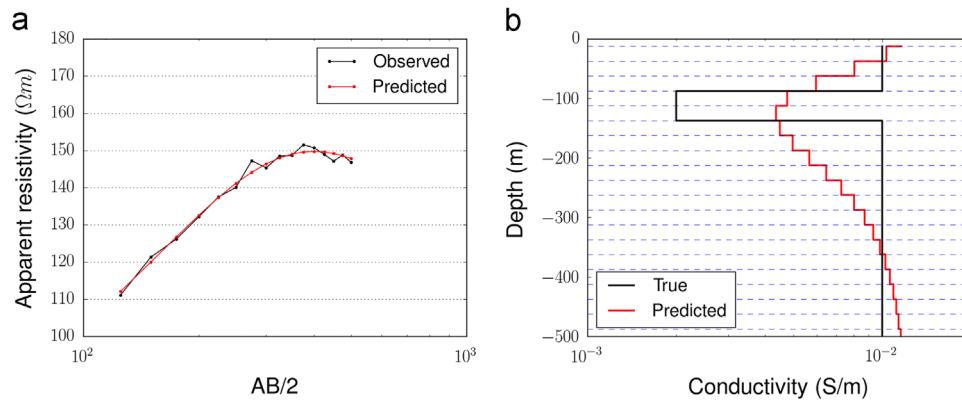 a
180
170
160
150
140
130
120
110
100
Apparent resistivity (Ωm)
Observed
Predicted
10²
10³
AB/2
b
0
−100
−200
−300
−400
−500
Depth (m)
True
Predicted
10⁻³
10⁻²
Conductivity (S/m)